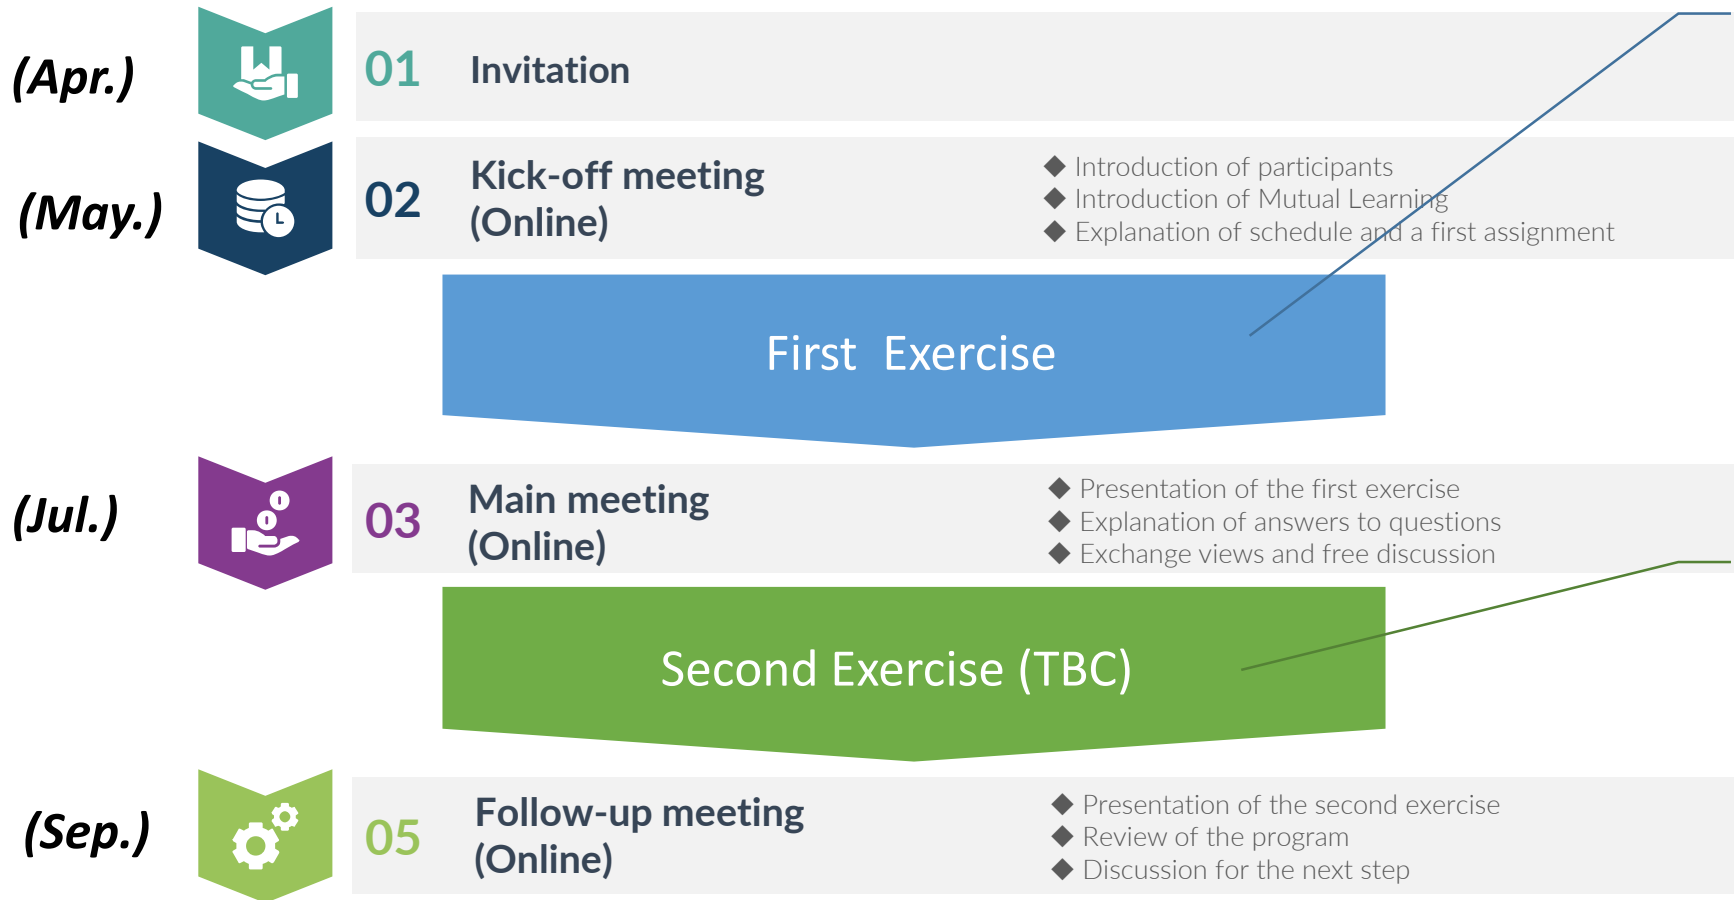 (Apr.)
01
Invitation
(May.)
02
Kick-off meeting
(Online)
◆ Introduction of participants
◆ Introduction of Mutual Learning
◆ Explanation of schedule and a first assignment
First Exercise
(Jul.)
03
Main meeting
(Online)
◆ Presentation of the first exercise
◆ Explanation of answers to questions
◆ Exchange views and free discussion
Second Exercise (TBC)
(Sep.)
05
Follow-up meeting
(Online)
◆ Presentation of the second exercise
◆ Review of the program
◆ Discussion for the next step